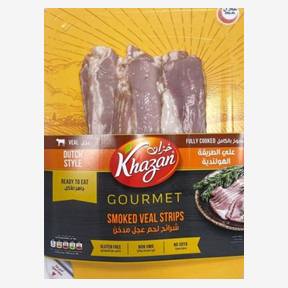 VEAL عجل
DUTCH
STYLE
خزان
Khazan
FULLY COOKED مطبوخ بالكامل
على الطريقة
الهولندية
READY TO EAT
جاهز للأكل
GOURMET
SMOKED VEAL STRIPS
شرائح لحم عجل مدخن
GLUTEN FREE
NON GMO
NO SOYA